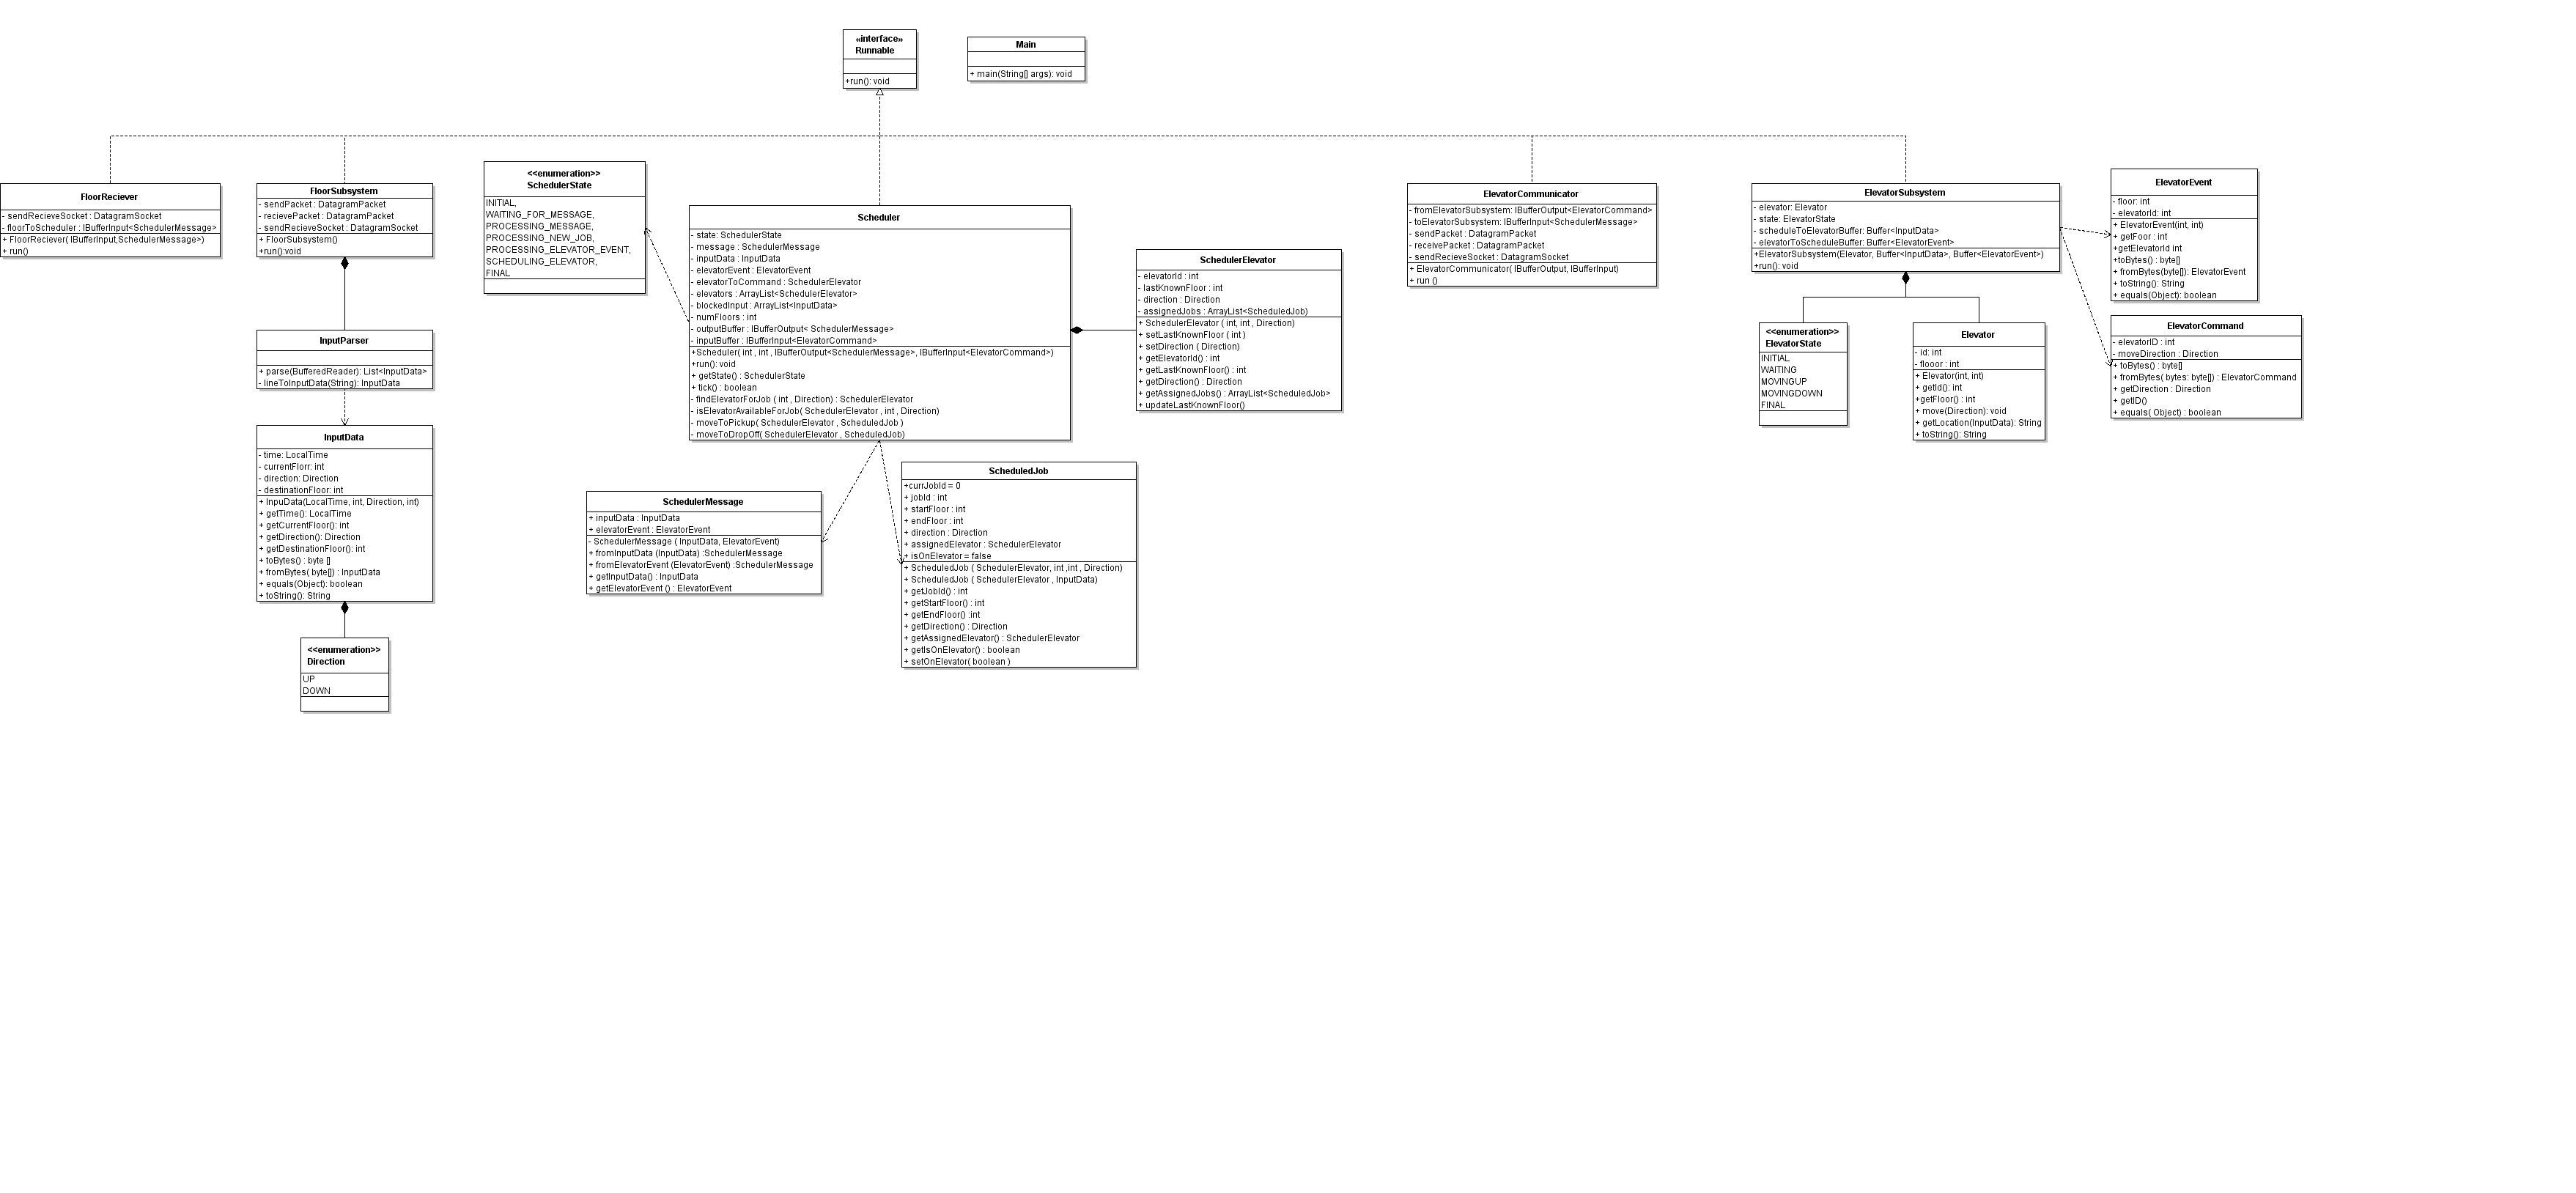 «interface»
Runnable
+run(): void
Main
+ main(String[] args): void
FloorReciever
- sendRecieveSocket : DatagramSocket
- floorToScheduler : IBufferInput<SchedulerMessage>
+ FloorReciever( IBufferInput,SchedulerMessage>)
+ run()
FloorSubsystem
- sendPacket : DatagramPacket
- recievePacket : DatagramPacket
- sendRecieveSocket : DatagramSocket
+ FloorSubsystem()
+run():void
InputParser
+ parse(BufferedReader): List<InputData>
- lineToInputData(String): InputData
InputData
- time: LocalTime
- currentFlorr: int
- direction: Direction
- destinationFloor: int
+ InpuData(LocalTime, int, Direction, int)
+ getTime(): LocalTime
+ getCurrentFloor(): int
+ getDirection(): Direction
+ getDestinationFloor(): int
+ toBytes() : byte []
+ fromBytes( byte[]) : InputData
+ equals(Object): boolean
+ toString(): String
<<enumeration>>
Direction
UP
DOWN
<<enumeration>>
SchedulerState
INITIAL,
WAITING_FOR_MESSAGE,
PROCESSING_MESSAGE,
PROCESSING_NEW_JOB,
PROCESSING_ELEVATOR_EVENT,
SCHEDULING_ELEVATOR,
FINAL
Scheduler
- state: SchedulerState
- message : SchedulerMessage
- inputData : InputData
- elevatorEvent : ElevatorEvent
- elevatorToCommand : SchedulerElevator
- elevators : ArrayList<SchedulerElevator>
- blockedInput : ArrayList<InputData>
- numFloors : int
- outputBuffer : IBufferOutput< SchedulerMessage>
- inputBuffer : IBufferInput<ElevatorCommand>
+Scheduler( int , int , IBufferOutput<SchedulerMessage>, IBufferInput<ElevatorCommand>)
+run(): void
+ getState() : SchedulerState
+ tick() : boolean
- findElevatorForJob ( int , Direction) : SchedulerElevator
- isElevatorAvailableForJob( SchedulerElevator , int , Direction)
- moveToPickup( SchedulerElevator , ScheduledJob )
- moveToDropOff( SchedulerElevator , ScheduledJob)
SchedulerElevator
- elevatorId : int
- lastKnownFloor : int
- direction : Direction
- assignedJobs : ArrayList<ScheduledJob)
+ SchedulerElevator ( int, int , Direction)
+ setLastKnownFloor ( int )
+ setDirection ( Direction)
+ getElevatorId() : int
+ getLastKnownFloor() : int
+ getDirection() : Direction
+ getAssignedJobs() : ArrayList<ScheduledJob>
+ updateLastKnownFloor()
SchedulerMessage
+ inputData : InputData
+ elevatorEvent : ElevatorEvent
- SchedulerMessage ( InputData, ElevatorEvent)
+ fromInputData (InputData) :SchedulerMessage
+ fromElevatorEvent (ElevatorEvent) :SchedulerMessage
+ getInputData() : InputData
+ getElevatorEvent () : ElevatorEvent
ScheduledJob
+currJobId = 0
+ jobId : int
+ startFloor : int
+ endFloor : int
+ direction : Direction
+ assignedElevator : SchedulerElevator
+ isOnElevator = false
+ ScheduledJob ( SchedulerElevator, int ,int , Direction)
+ ScheduledJob ( SchedulerElevator , InputData)
+ getJobId() : int
+ getStartFloor() : int
+ getEndFloor() :int
+ getDirection() : Direction
+ getAssignedElevator() : SchedulerElevator
+ getIsOnElevator() : boolean
+ setOnElevator( boolean )
ElevatorCommunicator
- fromElevatorSubsystem: IBufferOutput<ElevatorCommand>
- toElevatorSubsystem: IBufferInput<SchedulerMessage>
- sendPacket : DatagramPacket
- receivePacket : DatagramPacket
- sendRecieveSocket : DatagramSocket
+ ElevatorCommunicator( IBufferOutput, IBufferInput)
+ run ()
ElevatorSubsystem
- elevator: Elevator
- state: ElevatorState
- scheduleToElevatorBuffer: Buffer<InputData>
- elevatorToScheduleBuffer: Buffer<ElevatorEvent>
+ElevatorSubsystem(Elevator, Buffer<InputData>, Buffer<ElevatorEvent>)
+run(): void
<<enumeration>>
ElevatorState
INITIAL
WAITING
MOVINGUP
MOVINGDOWN
FINAL
Elevator
- id: int
- flooor : int
+ Elevator(int, int)
+ getId(): int
+getFloor() : int
+ move(Direction): void
+ getLocation(InputData): String
+ toString(): String
ElevatorEvent
- floor: int
- elevatorId: int
+ ElevatorEvent(int, int)
+ getFoor : int
+getElevatorId int
+toBytes() : byte[]
+ fromBytes(byte[]): ElevatorEvent
+ toString(): String
+ equals(Object): boolean
ElevatorCommand
- elevatorID : int
- moveDirection : Direction
+ toBytes() : byte[]
+ fromBytes( bytes: byte[]) : ElevatorCommand
+ getDirection : Direction
+ getID()
+ equals( Object) : boolean